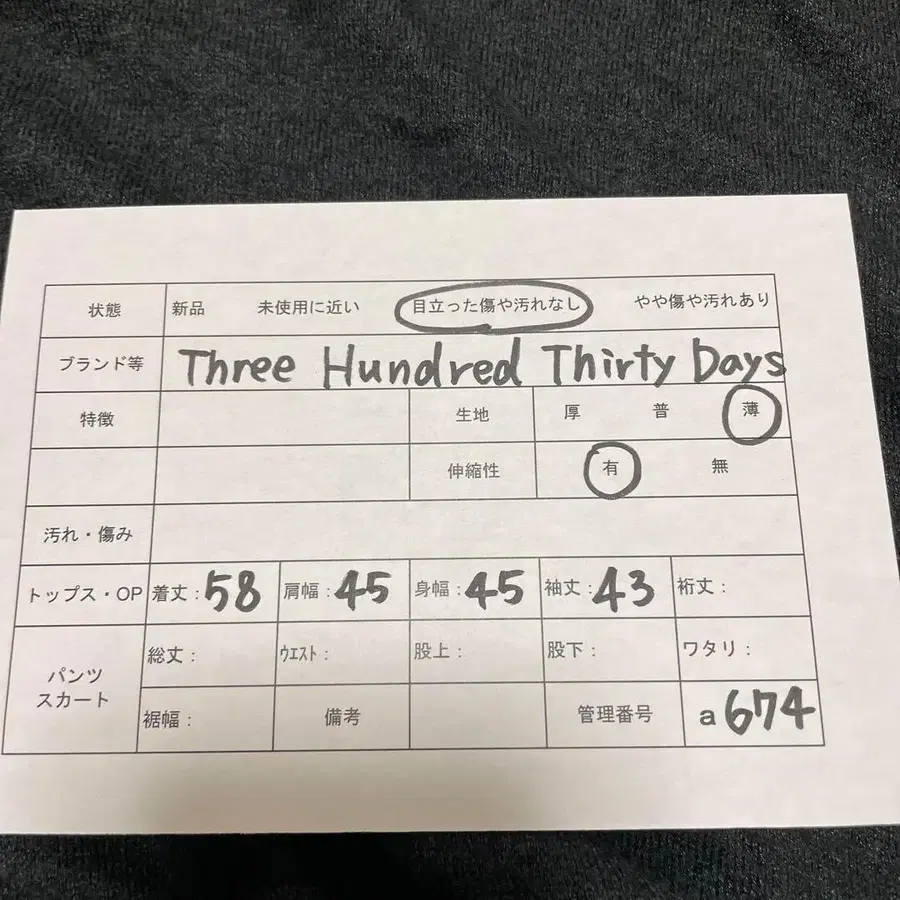 状態 新品 未使用に近い 目立った傷や汚れなし やや傷や汚れあり
ブランド等 Three Hundred Thirty Days
特徴 生地 厚 普 薄
伸縮性 有 無
汚れ・傷み
トップス・OP 着丈:58 肩幅:45 身幅:45 袖丈:43 裄丈:
パンツ スカート 総丈: ウエスト: 股上: 股下: ワタリ:
裾幅: 備考 管理番号 a674